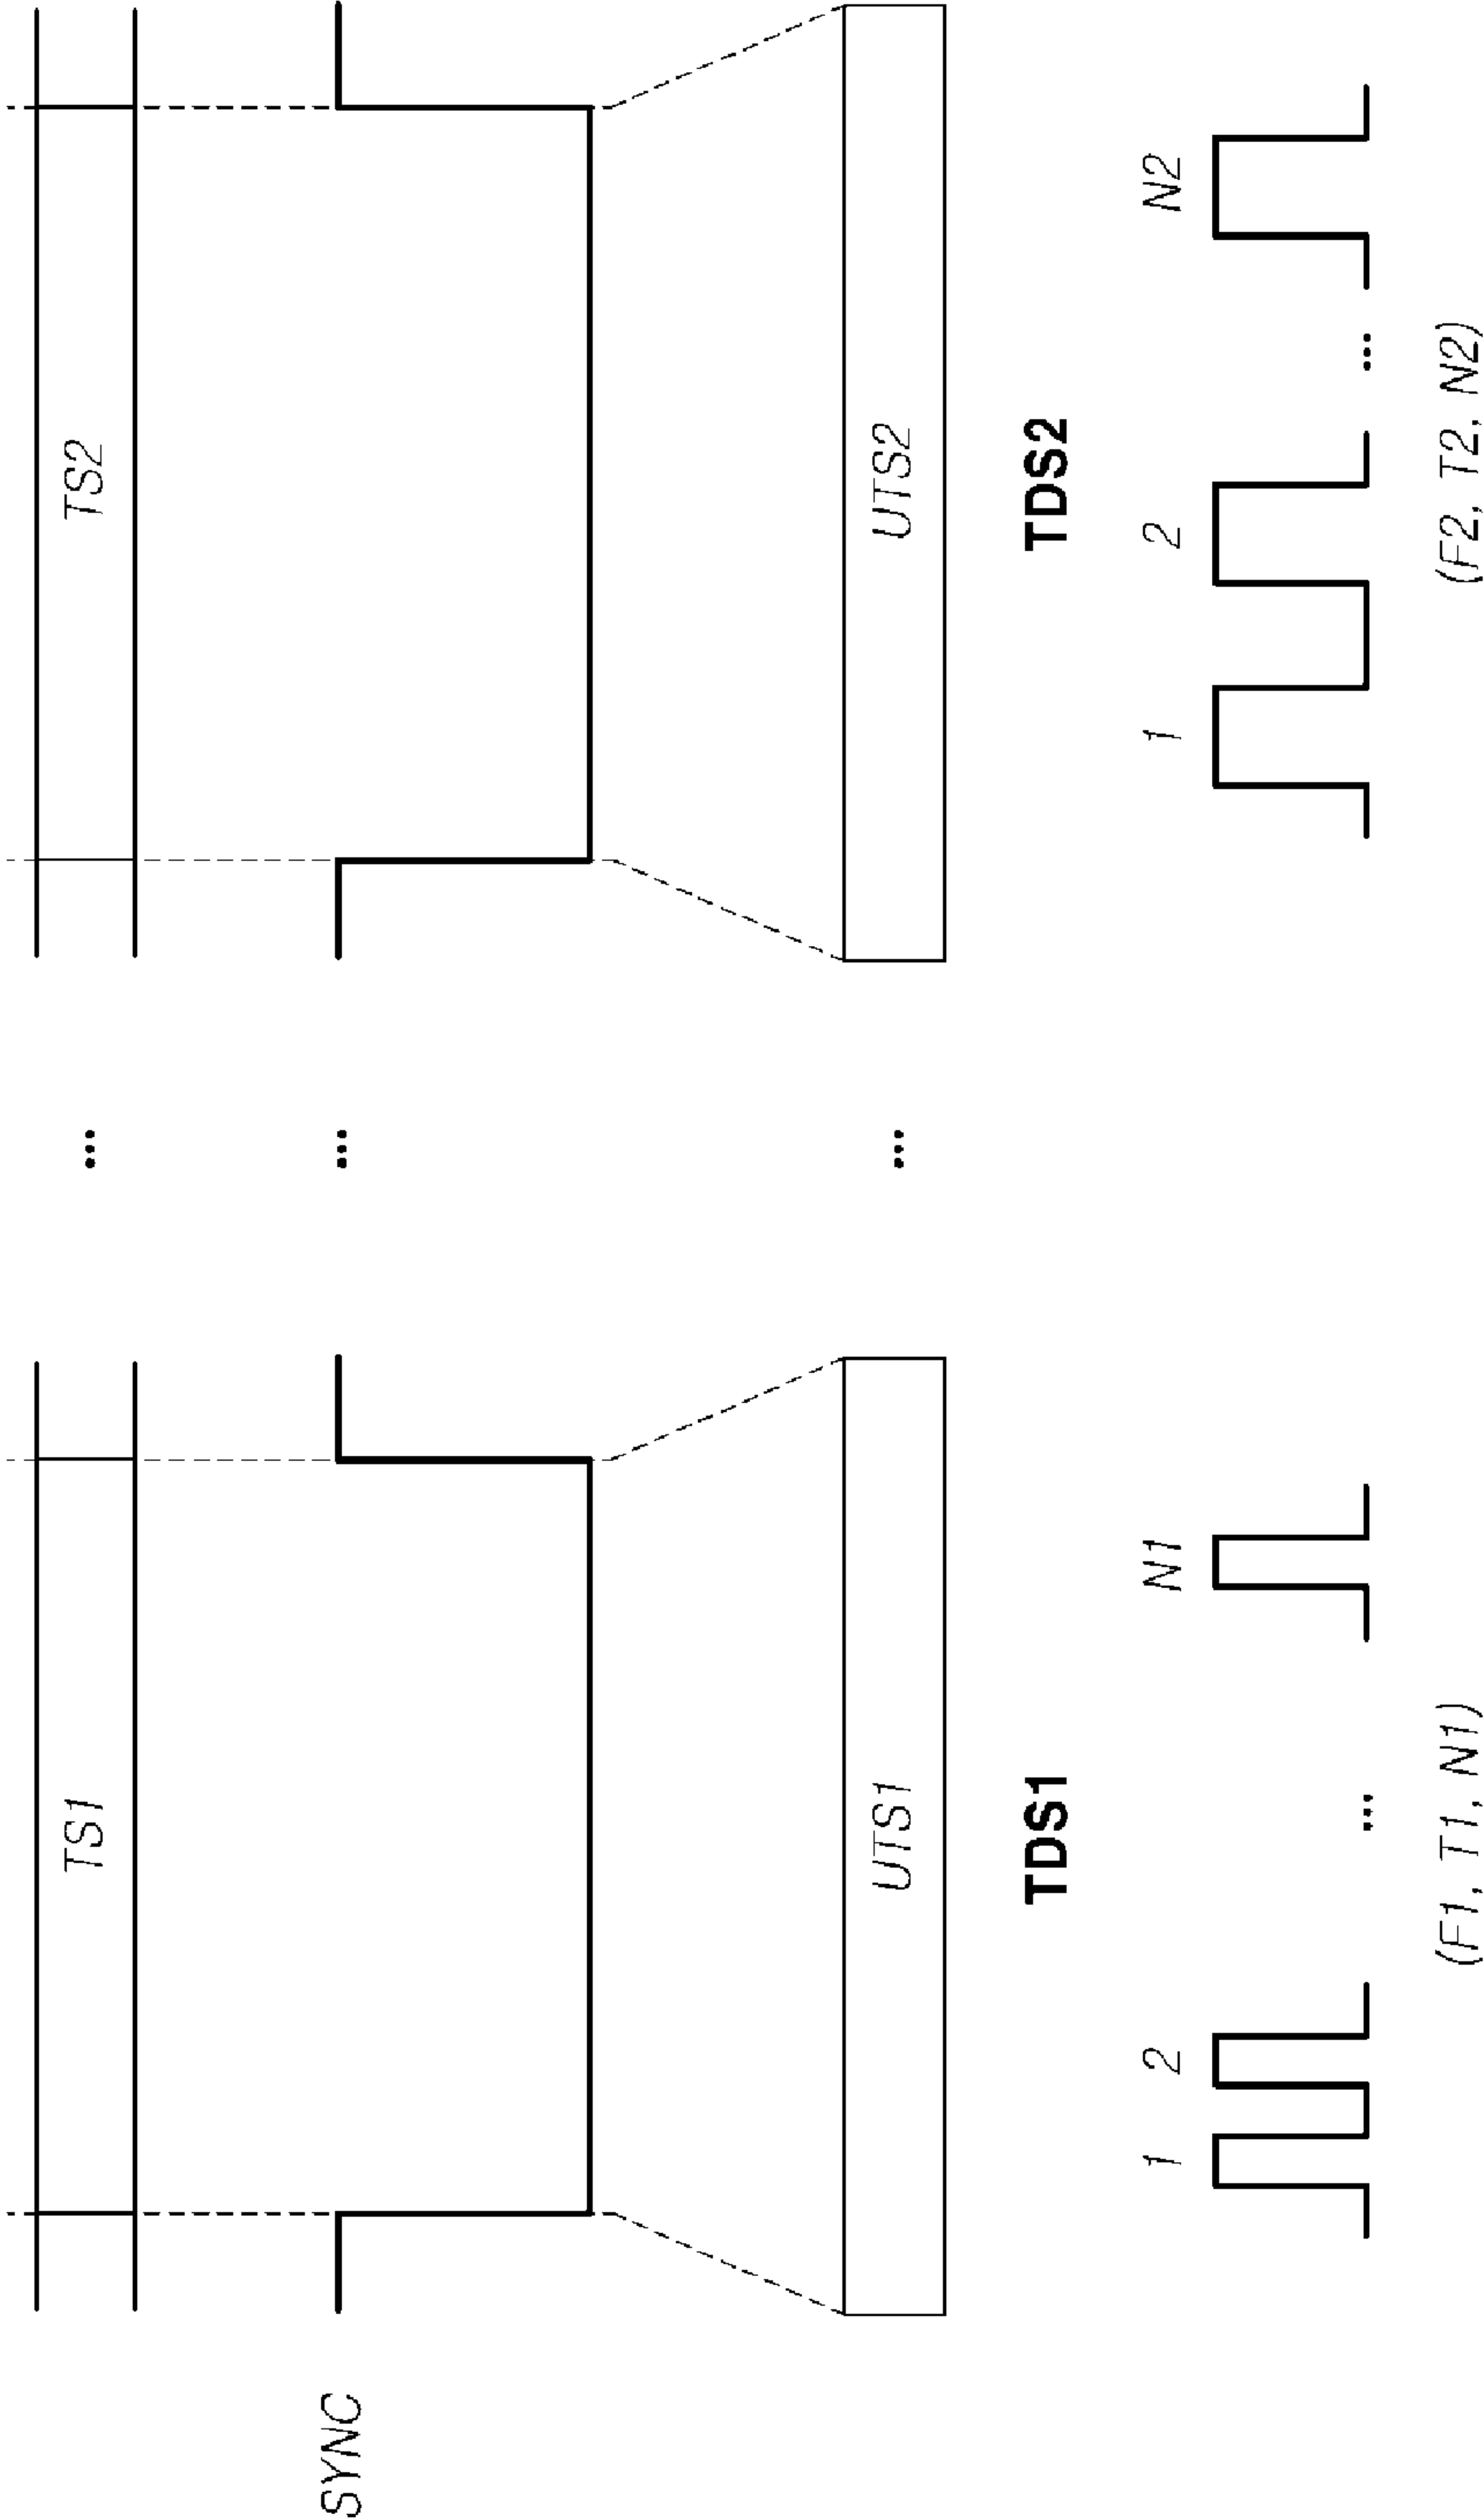 TS1 TS2
... ...
SYNC ...
UTS1 ... UTS2
TDS1 TDS2
1 2 N1 1 2 N2
... ...
(F1, T1, N1) (F2, T2, N2)